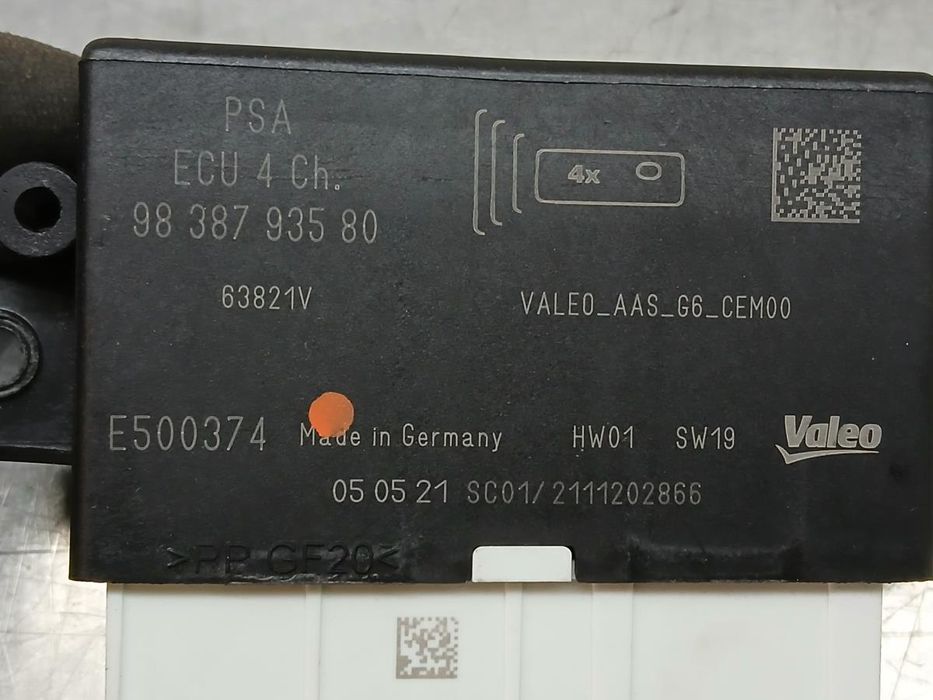 PSA
ECU 4 Ch.
98 387 935 80
4x
63821V
VALEO_AAS_G6_CEM00
E500374
Made in Germany
HW01 SW19
Valeo
05 05 21 SC01/2111202866
>PP GF20<